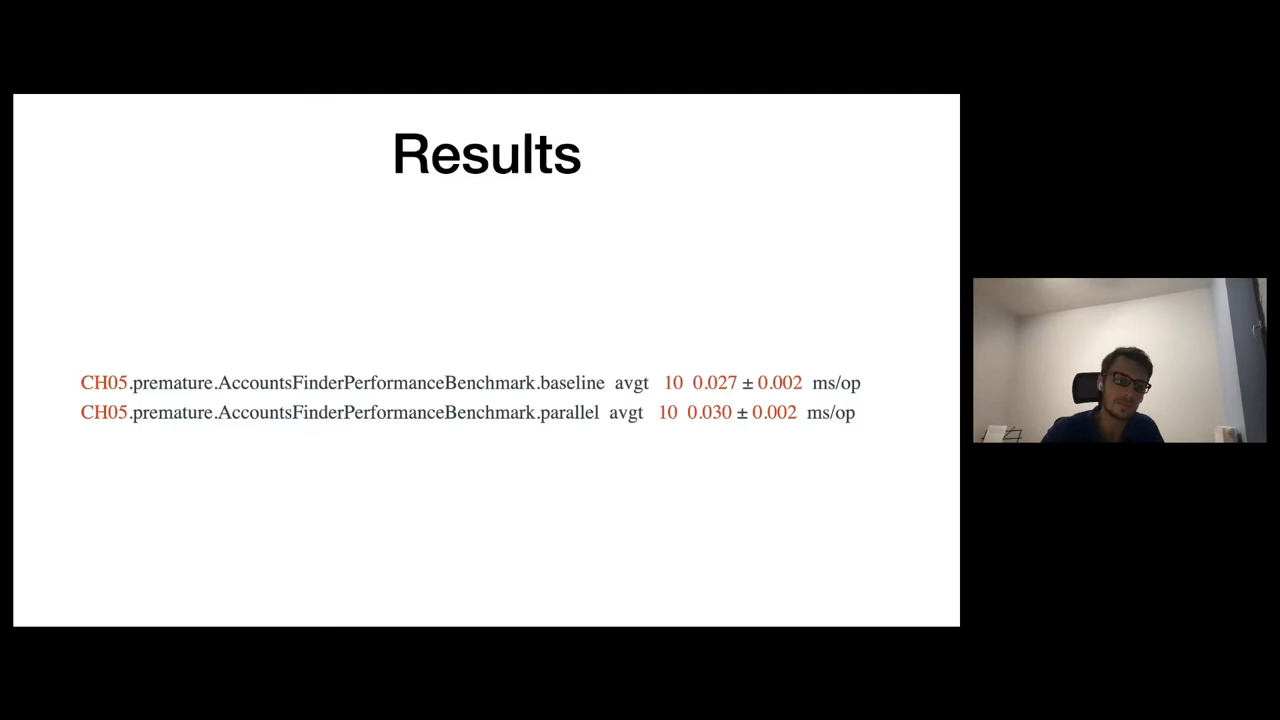 Results
CH05.premature.AccountsFinderPerformanceBenchmark.baseline avgt 10 0.027 ± 0.002 ms/op
CH05.premature.AccountsFinderPerformanceBenchmark.parallel avgt 10 0.030 ± 0.002 ms/op